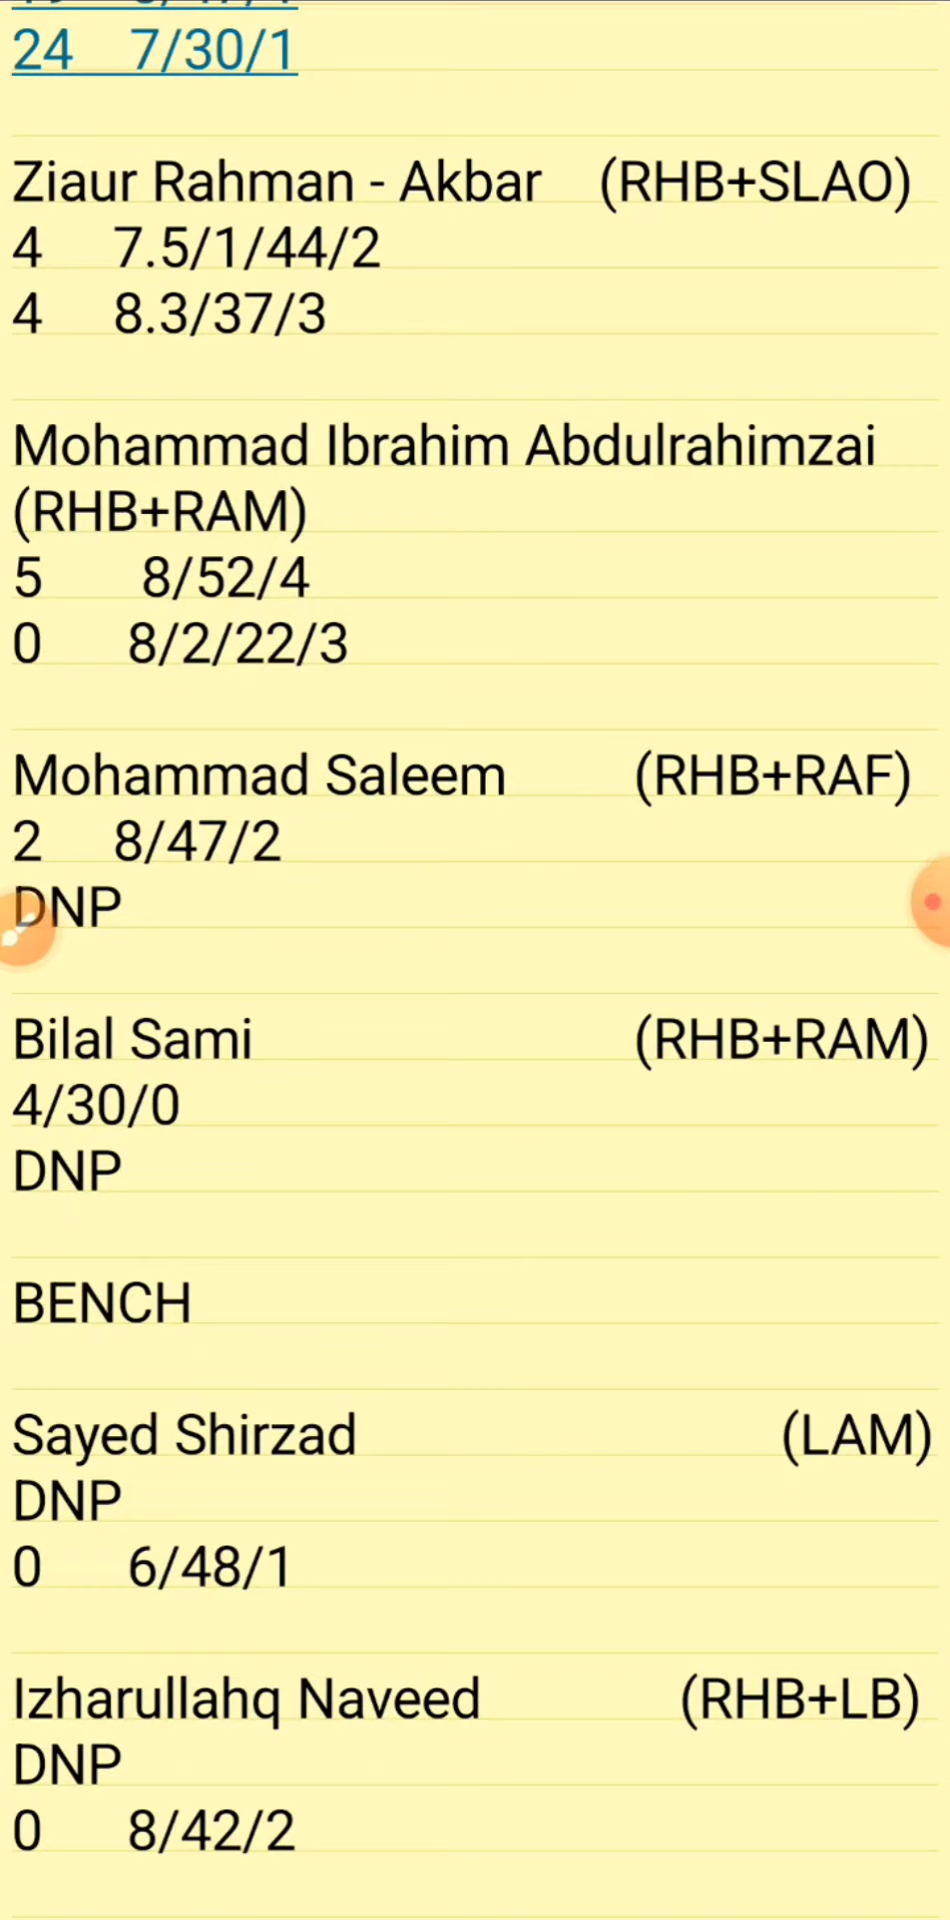 24 7/30/1
Ziaur Rahman - Akbar (RHB+SLAO)
4 7.5/1/44/2
4 8.3/37/3
Mohammad Ibrahim Abdulrahimzai
(RHB+RAM)
5 8/52/4
0 8/2/22/3
Mohammad Saleem (RHB+RAF)
2 8/47/2
DNP
Bilal Sami (RHB+RAM)
4/30/0
DNP
BENCH
Sayed Shirzad (LAM)
DNP
0 6/48/1
Izharullahq Naveed (RHB+LB)
DNP
0 8/42/2